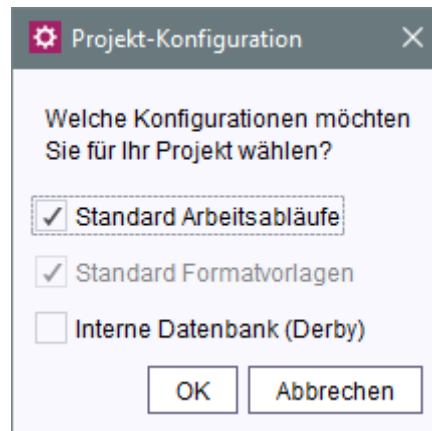 Projekt-Konfiguration
Welche Konfigurationen möchten
Sie für Ihr Projekt wählen?
Standard Arbeitsabläufe
Standard Formatvorlagen
Interne Datenbank (Derby)
OK Abbrechen